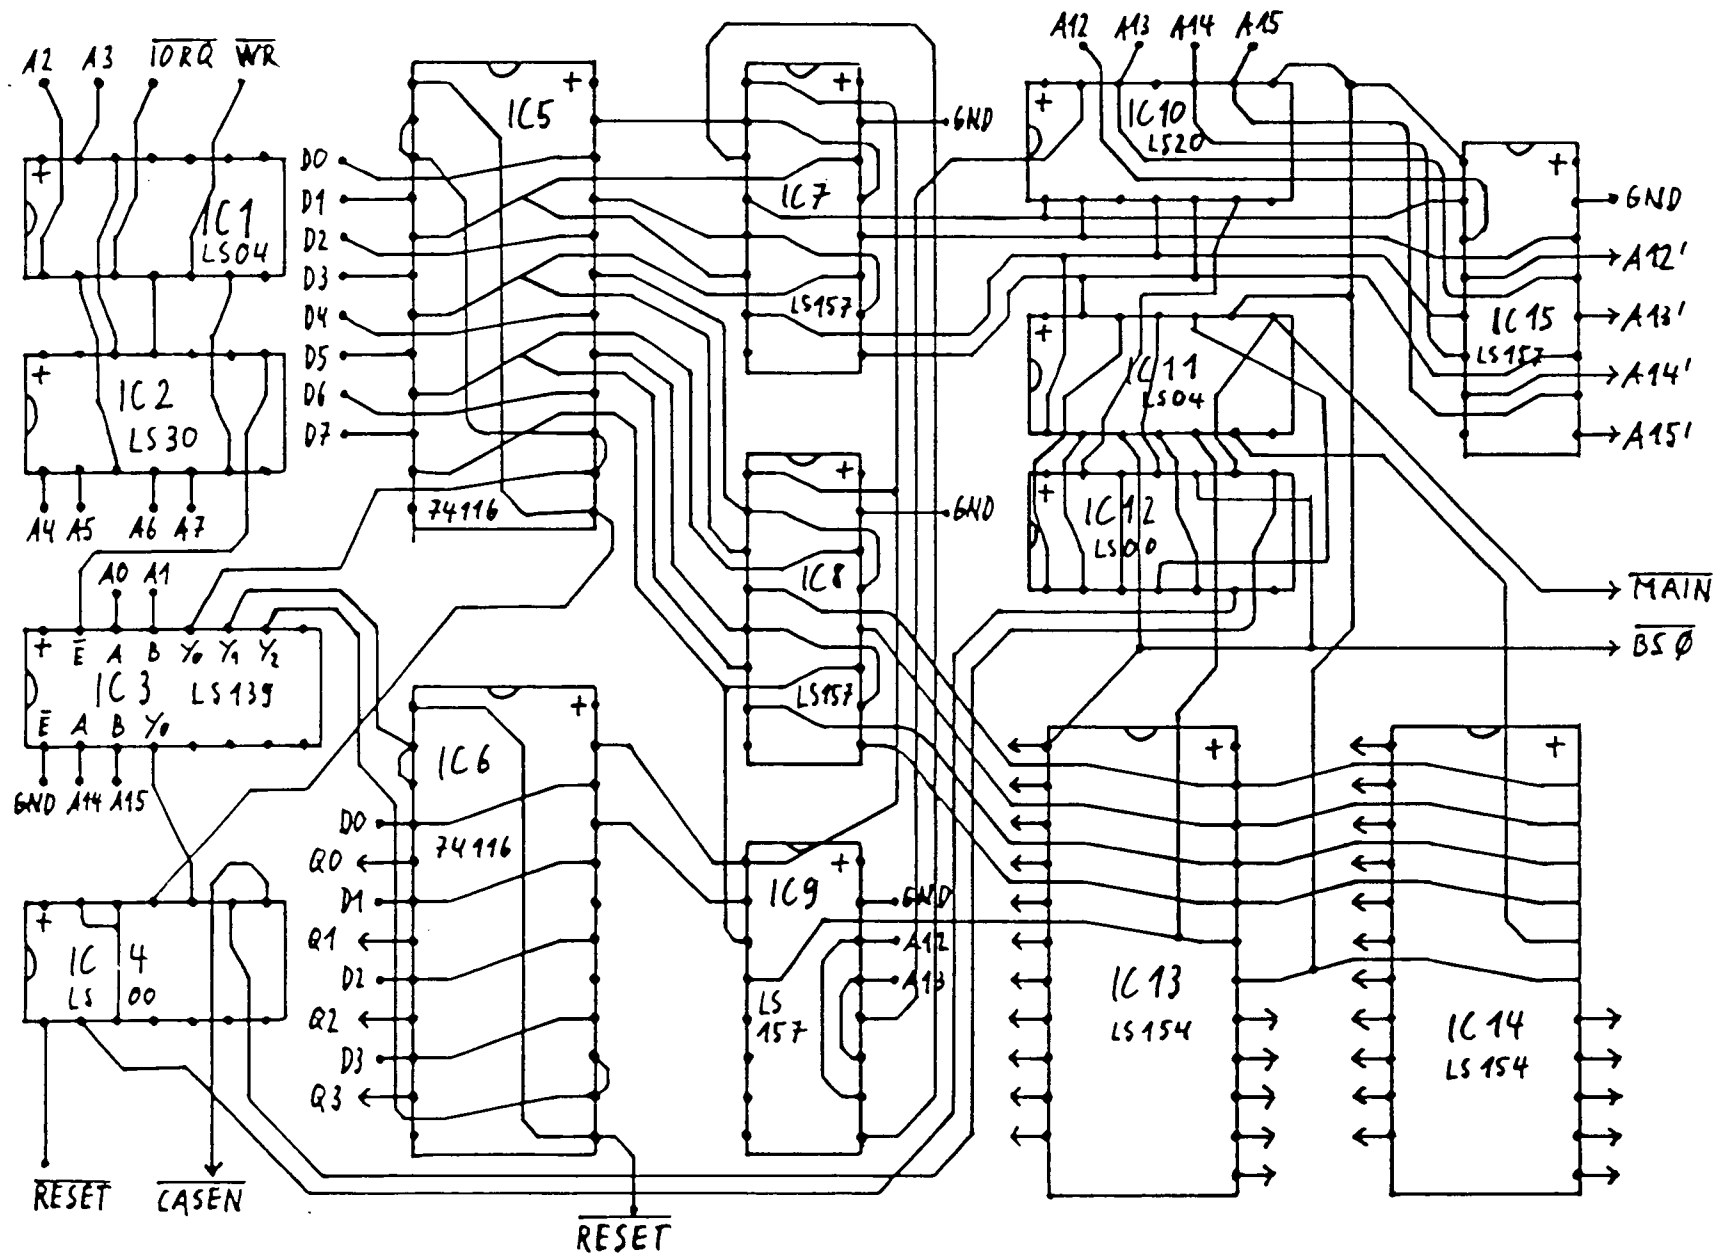 A2 A3 IORQ WR
+
IC1
LS04
+
IC2
LS30
A4 A5 A6 A7
A0 A1
+ E A B Y0 Y1 Y2
IC3 LS139
E A B Y0
GND A14 A15
+
IC 4
LS 00
RESET CASEN
+
IC5
D0
D1
D2
D3
D4
D5
D6
D7
74116
+
IC6
D0
74116
Q0
D1
Q1
D2
Q2
D3
Q3
RESET
+
GND
IC7
LS157
+
GND
IC8
LS157
+
IC9
GND
A12
A13
LS
157
A12 A13 A14 A15
+
IC10
LS20
+
IC11
LS04
+
IC12
LS00
+
GND
A12'
IC15
A13'
LS157
A14'
A15'
MAIN
BS0
+
IC13
LS154
+
IC14
LS154